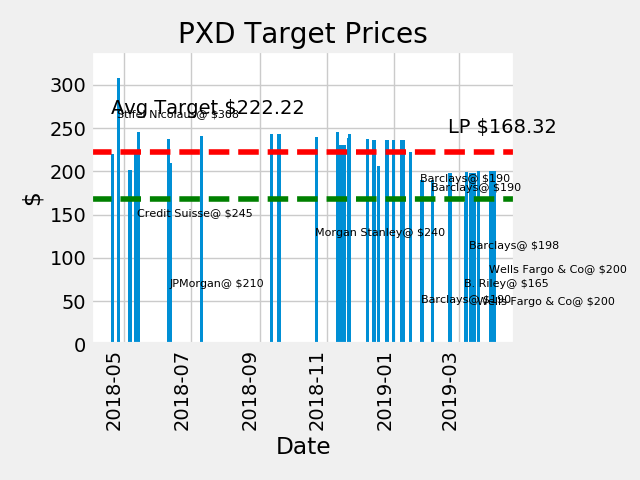 PXD Target Prices
300
250
200
150
100
50
0
$
Avg Target $222.22
Stifel Nicolaus@ $308
LP $168.32
Barclays@ $190
Barclays@ $190
Credit Suisse@ $245
Morgan Stanley@ $240
Barclays@ $198
Wells Fargo & Co@ $200
JPMorgan@ $210
B. Riley@ $165
Barclays@ $190
Wells Fargo & Co@ $200
2018-05
2018-07
2018-09
2018-11
2019-01
2019-03
Date